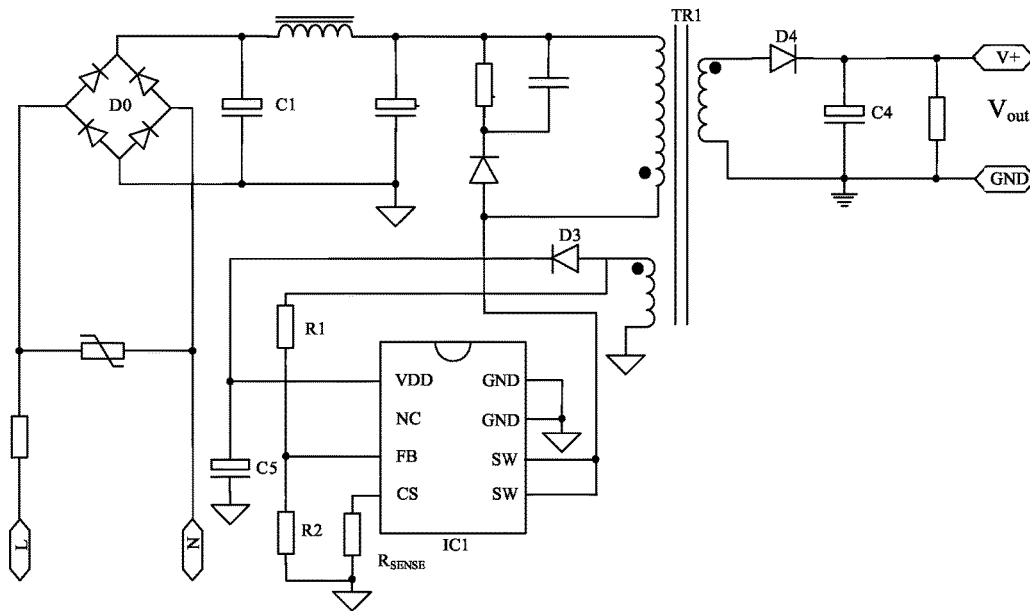 TR1
D4
V+
D0
C1
C4
Vout
GND
D3
R1
VDD
GND
NC
GND
FB
SW
C5
CS
SW
R2
L
N
RSENSE
IC1